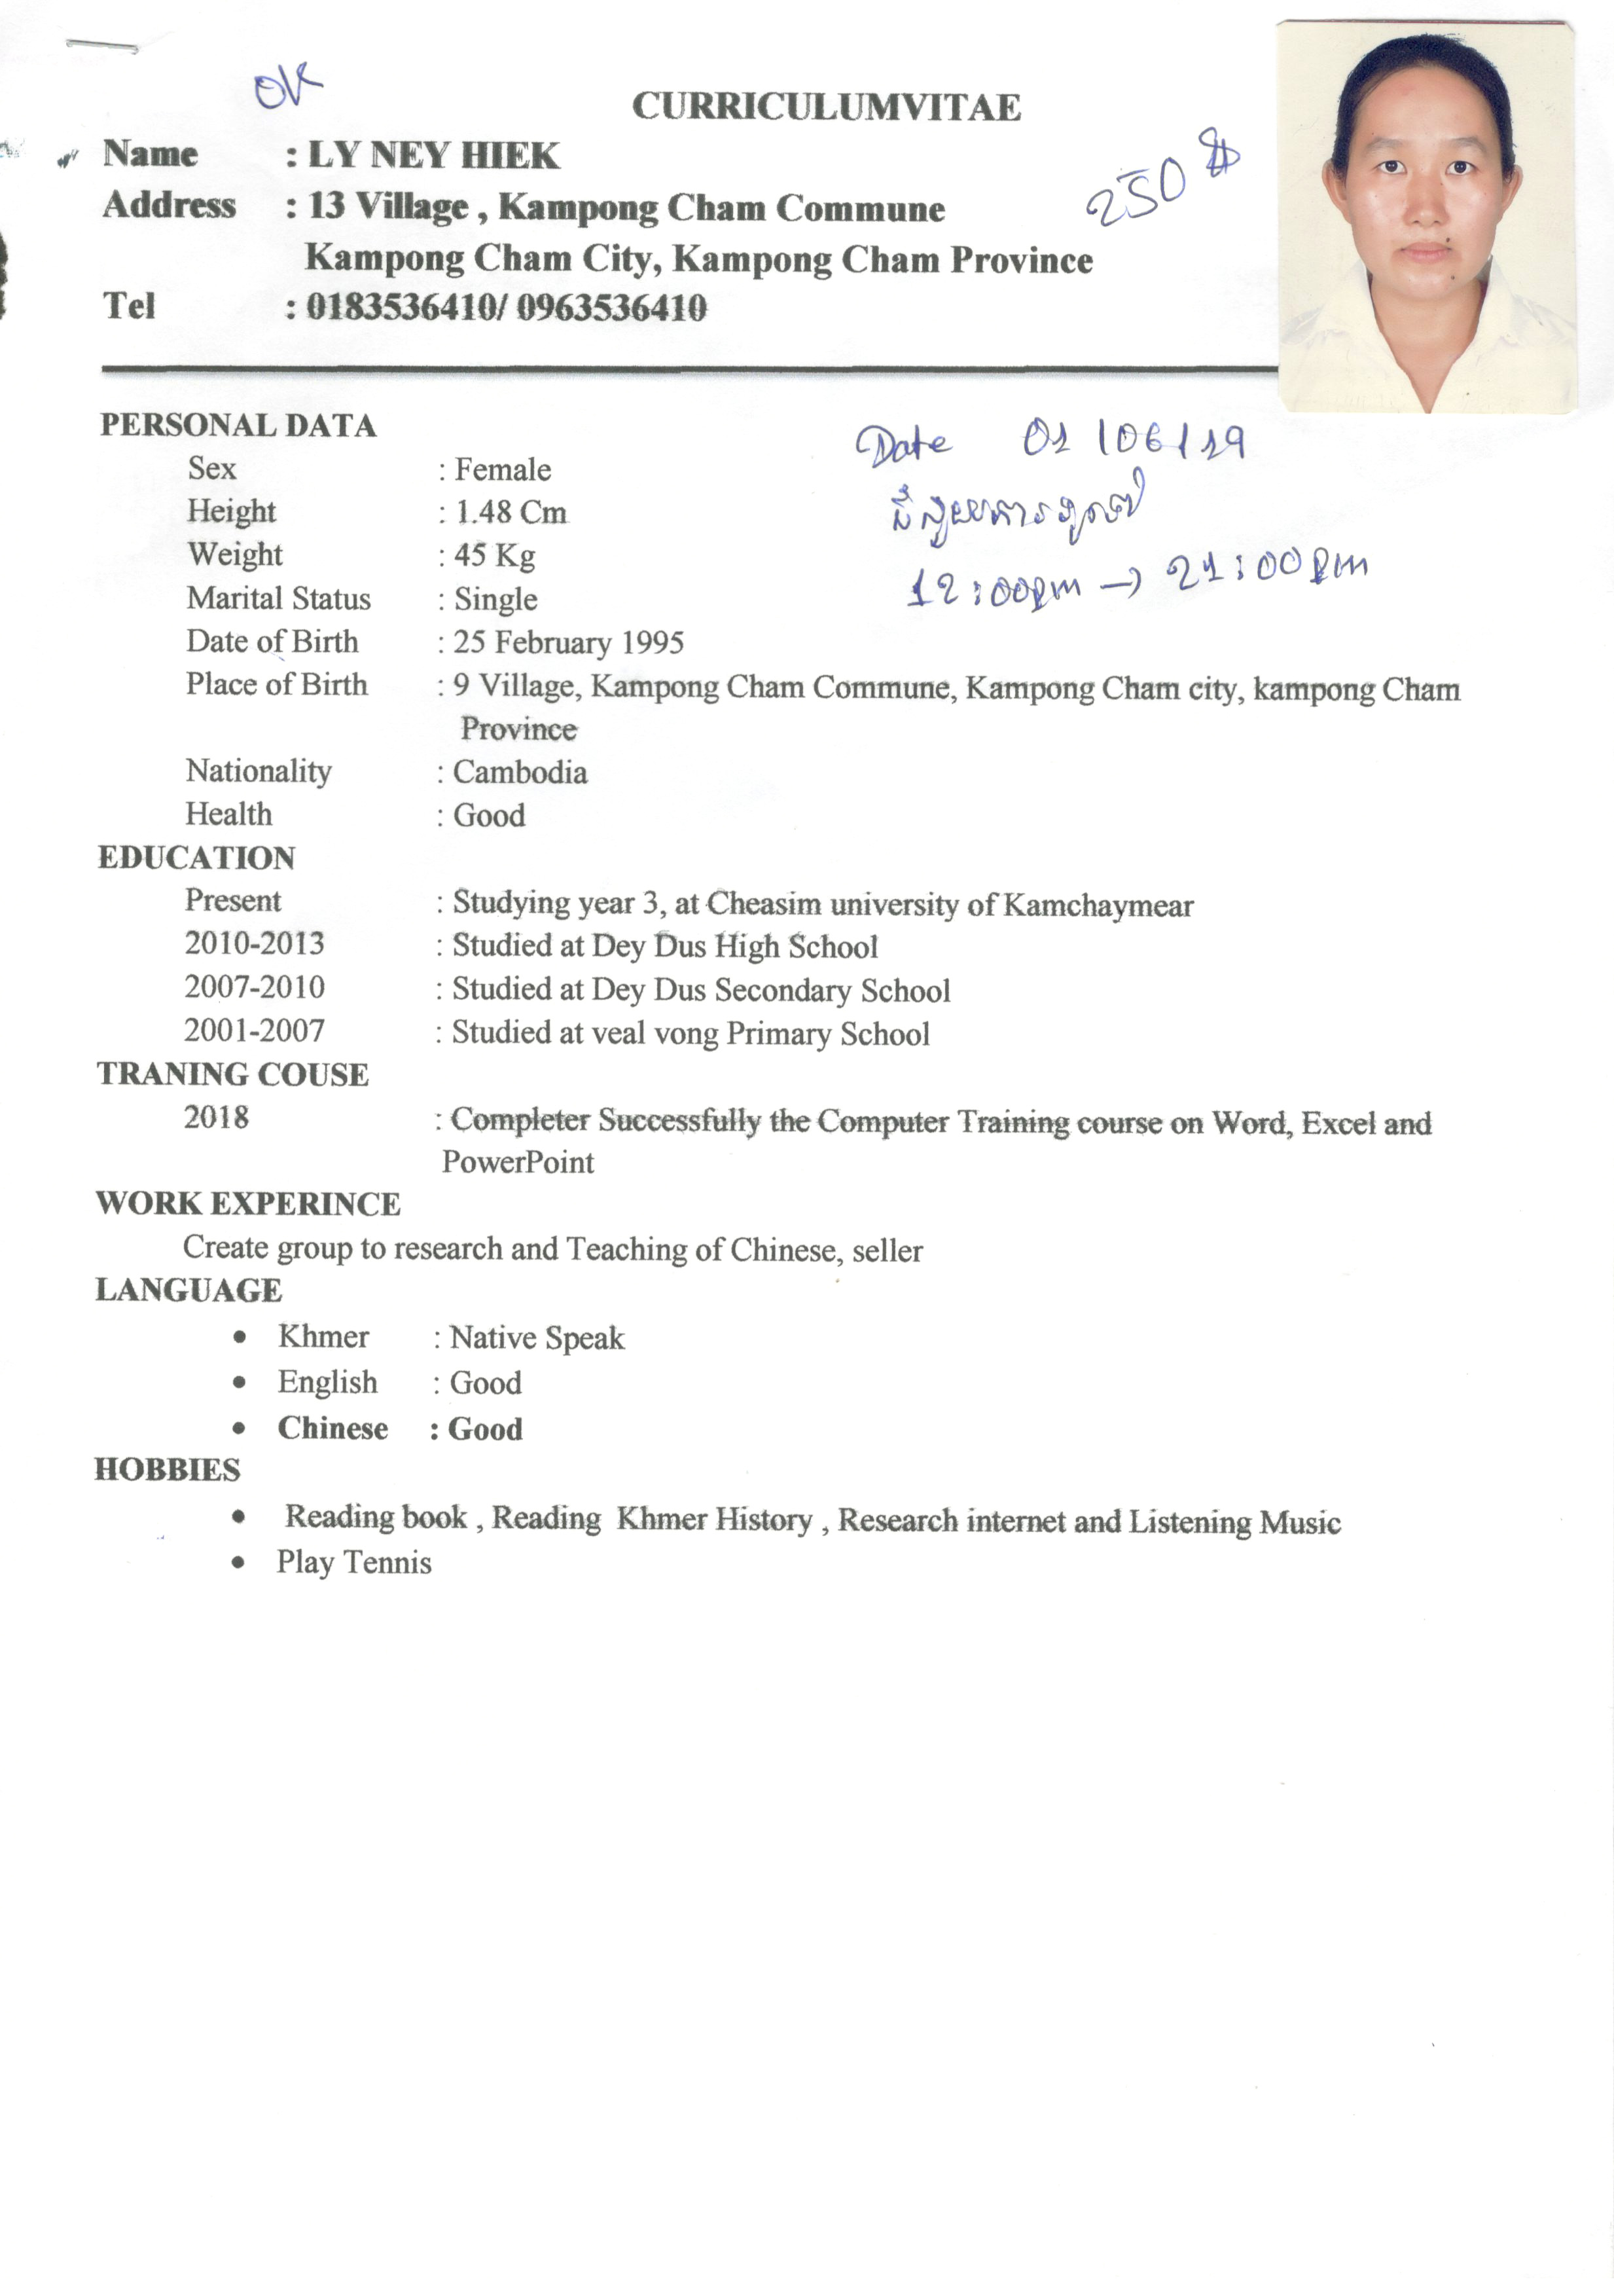 OK
CURRICULUMVITAE
Name : LY NEY HIEK
250 $
Address : 13 Village , Kampong Cham Commune
Kampong Cham City, Kampong Cham Province
Tel : 0183536410/ 0963536410
PERSONAL DATA
Date 01/06/19
Sex : Female
Height : 1.48 Cm
Weight : 45 Kg
12:00pm → 21:00pm
Marital Status : Single
Date of Birth : 25 February 1995
Place of Birth : 9 Village, Kampong Cham Commune, Kampong Cham city, kampong Cham
Province
Nationality : Cambodia
Health : Good
EDUCATION
Present : Studying year 3, at Cheasim university of Kamchaymear
2010-2013 : Studied at Dey Dus High School
2007-2010 : Studied at Dey Dus Secondary School
2001-2007 : Studied at veal vong Primary School
TRANING COUSE
2018 : Completer Successfully the Computer Training course on Word, Excel and
PowerPoint
WORK EXPERINCE
Create group to research and Teaching of Chinese, seller
LANGUAGE
• Khmer : Native Speak
• English : Good
• Chinese : Good
HOBBIES
• Reading book , Reading Khmer History , Research internet and Listening Music
• Play Tennis